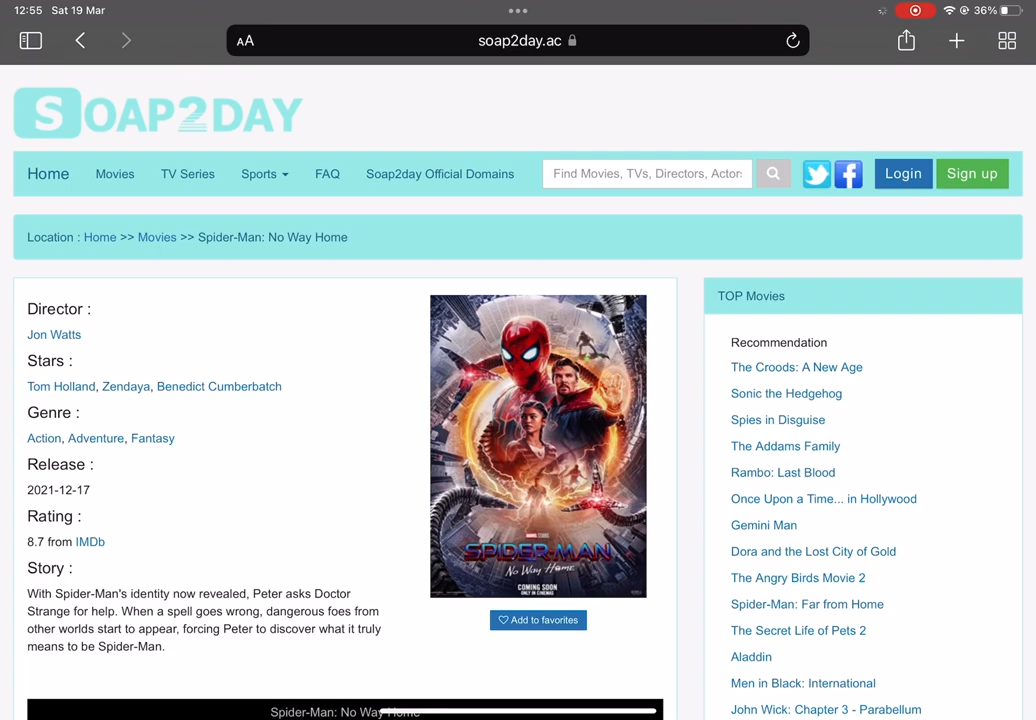 12:55 Sat 19 Mar
36%
AA
soap2day.ac
SOAP2DAY
Home Movies TV Series Sports FAQ Soap2day Official Domains Find Movies, TVs, Directors, Actor: Login Sign up
Location : Home >> Movies >> Spider-Man: No Way Home
Director :
Jon Watts
Stars :
Tom Holland, Zendaya, Benedict Cumberbatch
Genre :
Action, Adventure, Fantasy
Release :
2021-12-17
Rating :
8.7 from IMDb
Story :
With Spider-Man's identity now revealed, Peter asks Doctor
Strange for help. When a spell goes wrong, dangerous foes from
other worlds start to appear, forcing Peter to discover what it truly
means to be Spider-Man.
SPIDER-MAN
No Way Home
COMING SOON
ONLY IN CINEMAS
Add to favorites
Spider-Man: No Way Home
TOP Movies
Recommendation
The Croods: A New Age
Sonic the Hedgehog
Spies in Disguise
The Addams Family
Rambo: Last Blood
Once Upon a Time... in Hollywood
Gemini Man
Dora and the Lost City of Gold
The Angry Birds Movie 2
Spider-Man: Far from Home
The Secret Life of Pets 2
Aladdin
Men in Black: International
John Wick: Chapter 3 - Parabellum